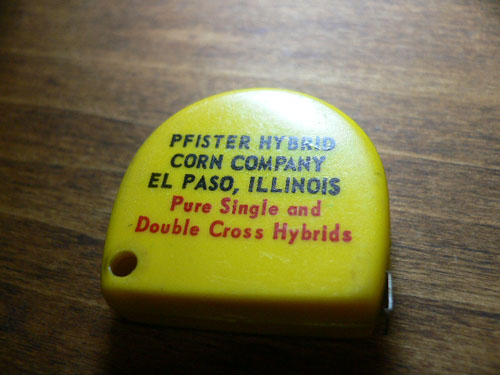 PFISTER HYBRID
CORN COMPANY
EL PASO, ILLINOIS
Pure Single and
Double Cross Hybrids